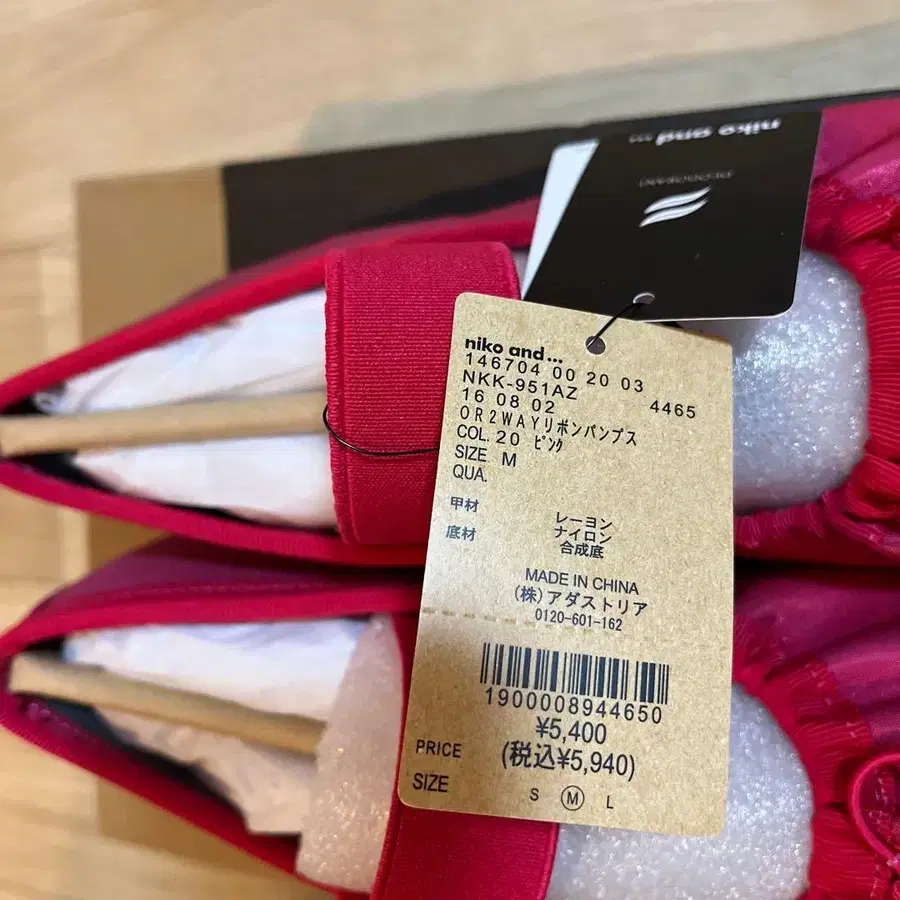 niko and ...
DEODORANT
niko and ...
146704 00 20 03
NKK-951AZ 4465
16 08 02
OR2WAYリボンパンプス
COL. 20 ピンク
SIZE M
QUA.
甲材 レーヨン
ナイロン
底材 合成底
MADE IN CHINA
(株)アダストリア
0120-601-162
1900008944650
¥5,400
PRICE (税込¥5,940)
SIZE S M L